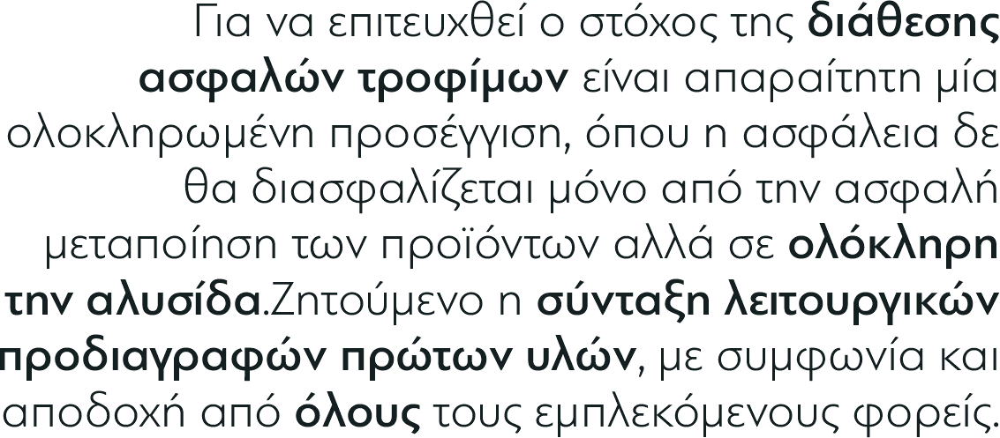 Για να επιτευχθεί ο στόχος της διάθεσης
ασφαλών τροφίμων είναι απαραίτητη μία
ολοκληρωμένη προσέγγιση, όπου η ασφάλεια δε
θα διασφαλίζεται μόνο από την ασφαλή
μεταποίηση των προϊόντων αλλά σε ολόκληρη
την αλυσίδα.Ζητούμενο η σύνταξη λειτουργικών
προδιαγραφών πρώτων υλών, με συμφωνία και
αποδοχή από όλους τους εμπλεκόμενους φορείς.